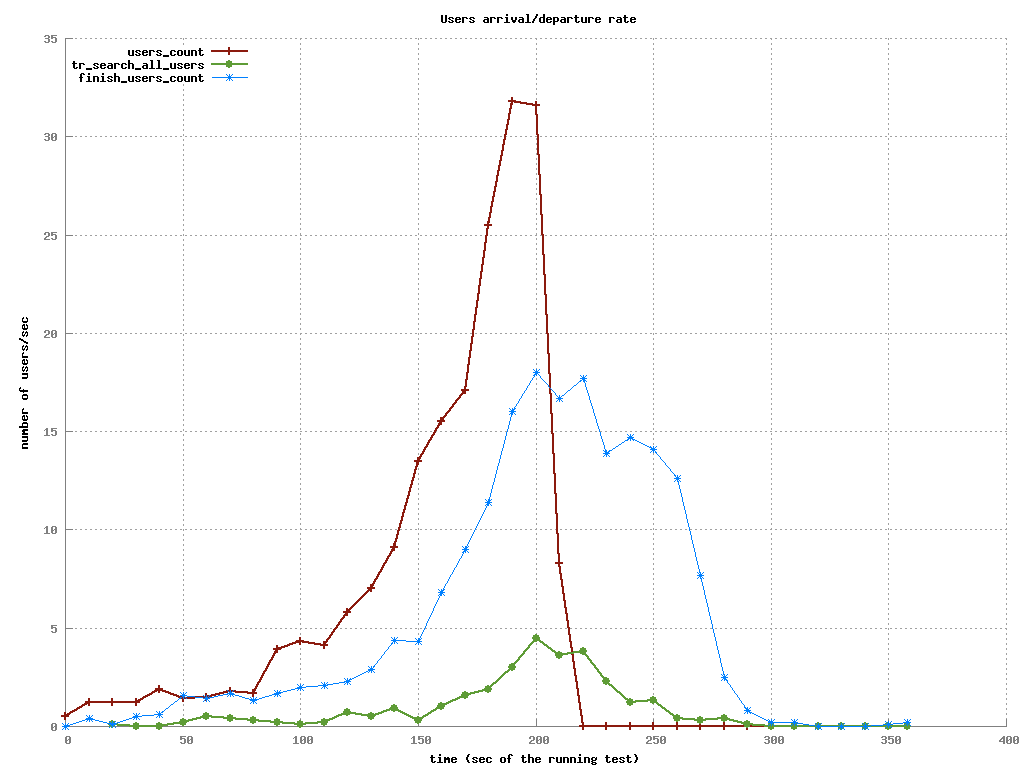 Users arrival/departure rate
users_count
tr_search_all_users
finish_users_count
35
30
25
20
15
10
5
0
number of users/sec
0 50 100 150 200 250 300 350 400
time (sec of the running test)